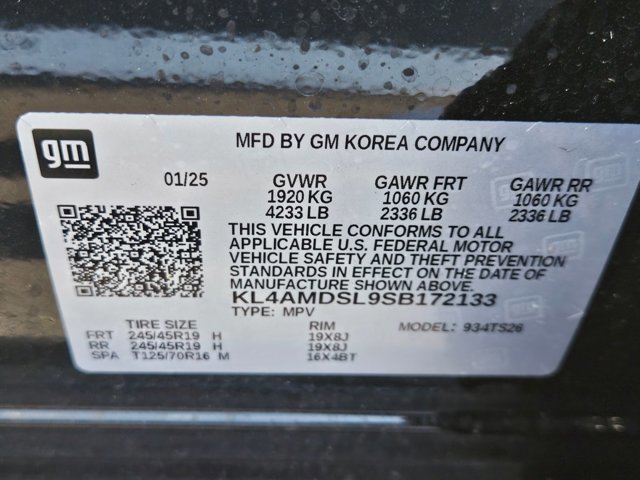 gm
MFD BY GM KOREA COMPANY
01/25 GVWR GAWR FRT GAWR RR
1920 KG 1060 KG 1060 KG
4233 LB 2336 LB 2336 LB
THIS VEHICLE CONFORMS TO ALL
APPLICABLE U.S. FEDERAL MOTOR
VEHICLE SAFETY AND THEFT PREVENTION
STANDARDS IN EFFECT ON THE DATE OF
MANUFACTURE SHOWN ABOVE.
KL4AMDSL9SB172133
TYPE: MPV MODEL: 934TS26
TIRE SIZE RIM
FRT 245/45R19 H 19X8J
RR 245/45R19 H 19X8J
SPA T125/70R16 M 16X4BT